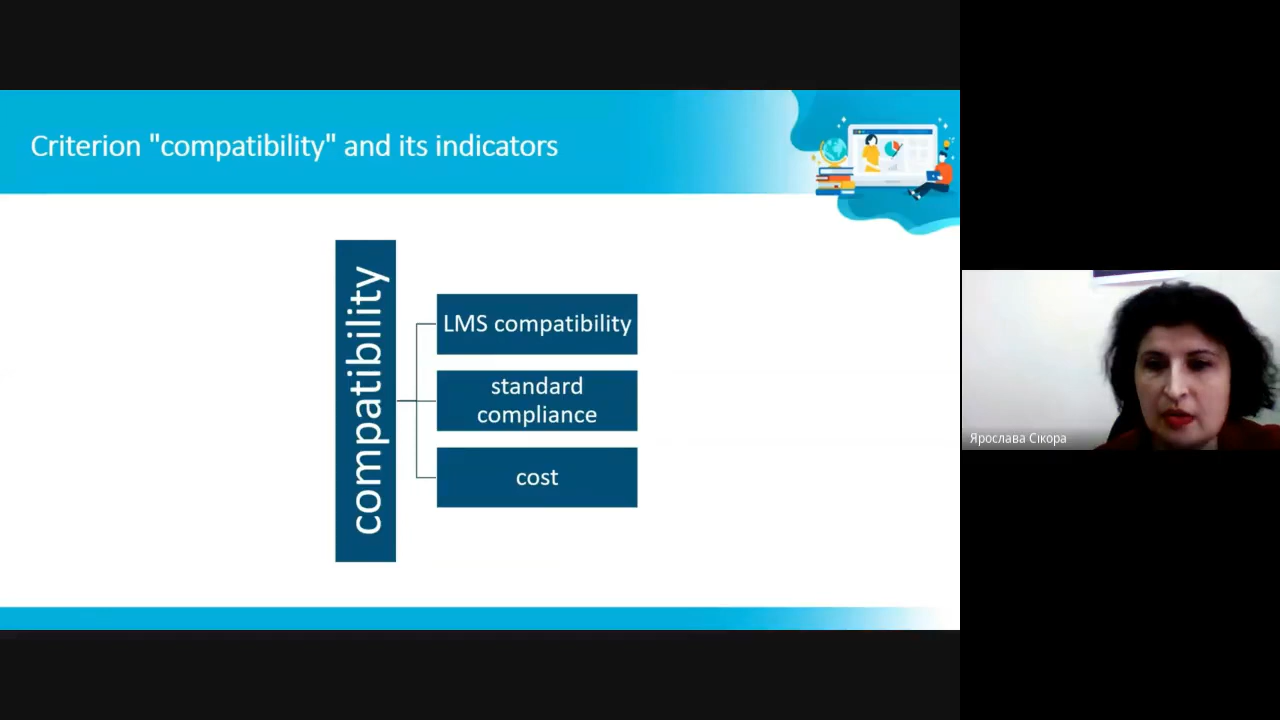 Criterion "compatibility" and its indicators
compatibility
LMS compatibility
standard
compliance
cost
Ярослава Сікора